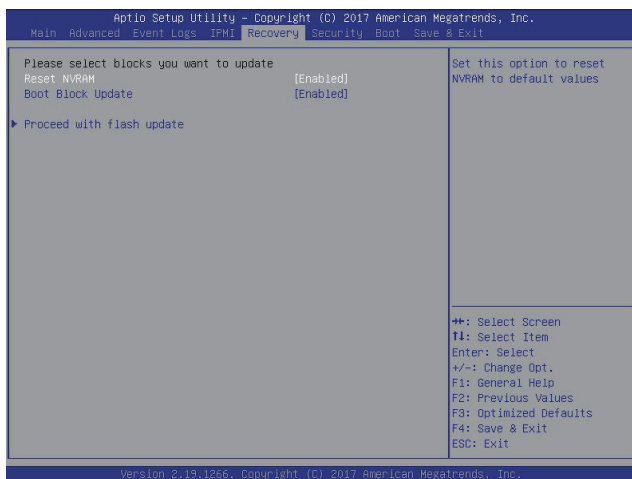 Aptio Setup Utility – Copyright (C) 2017 American Megatrends, Inc.
Main Advanced Event Logs IPMI Recovery Security Boot Save & Exit
Please select blocks you want to update
Reset NVRAM [Enabled]
Boot Block Update [Enabled]
▶ Proceed with flash update
Set this option to reset
NVRAM to default values
→←: Select Screen
↑↓: Select Item
Enter: Select
+/-: Change Opt.
F1: General Help
F2: Previous Values
F3: Optimized Defaults
F4: Save & Exit
ESC: Exit
Version 2.19.1266. Copyright (C) 2017 American Megatrends, Inc.